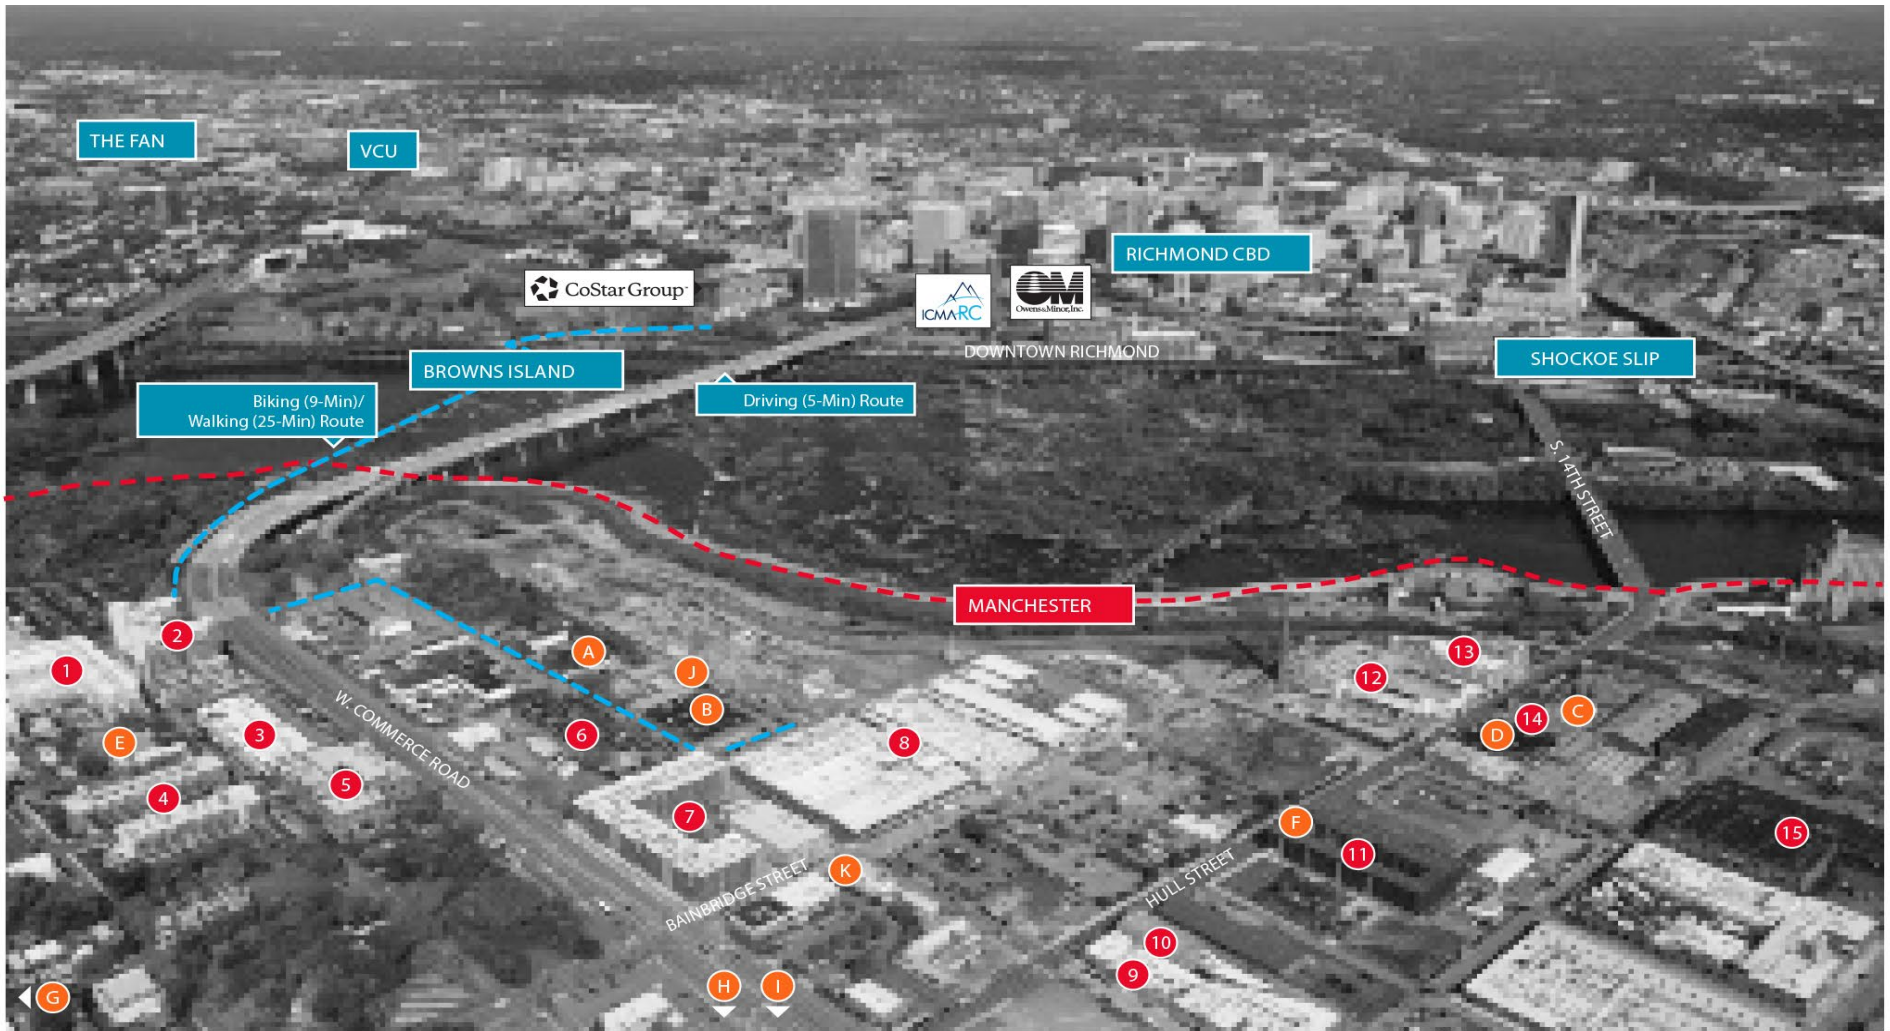 THE FAN
VCU
RICHMOND CBD
CoStar Group
ICMA-RC
OM
Owens & Minor, Inc.
DOWNTOWN RICHMOND
SHOCKOE SLIP
BROWNS ISLAND
Biking (9-Min)/
Walking (25-Min) Route
Driving (5-Min) Route
S. 14TH STREET
MANCHESTER
2
1
A
J
B
13
12
C
14
D
E
3
6
8
W. COMMERCE ROAD
5
4
7
F
15
11
K
BAINBRIDGE STREET
HULL STREET
10
9
G
H
I